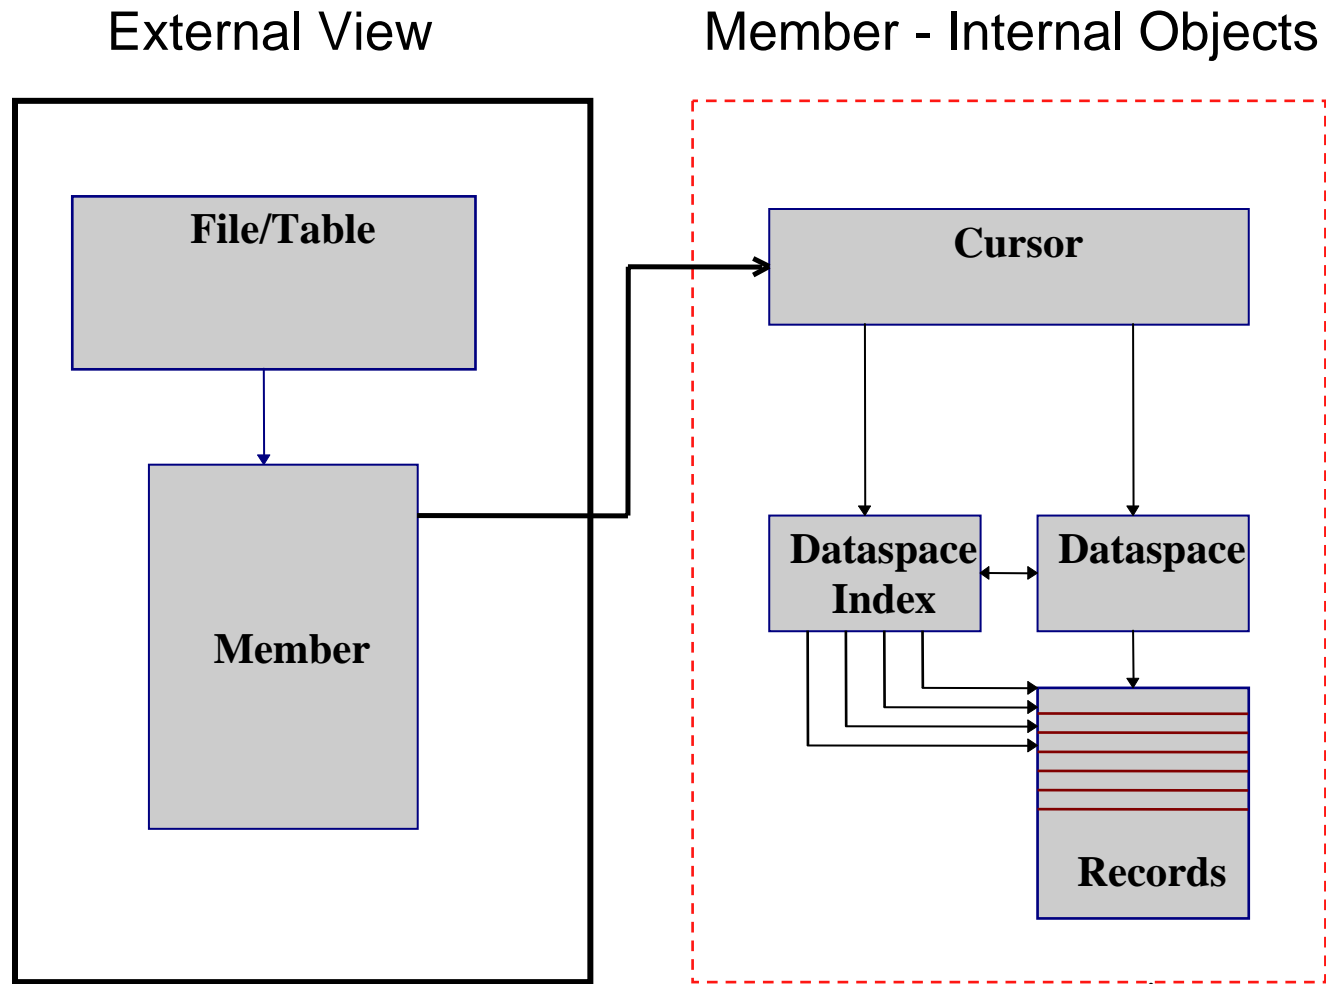 External View
Member - Internal Objects
File/Table
Member
Cursor
Dataspace
Index
Dataspace
Records